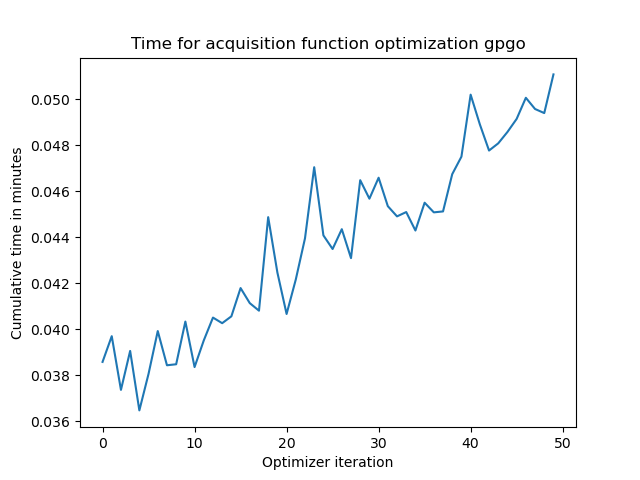 Time for acquisition function optimization gpgo
Cumulative time in minutes
0.050
0.048
0.046
0.044
0.042
0.040
0.038
0.036
0 10 20 30 40 50
Optimizer iteration